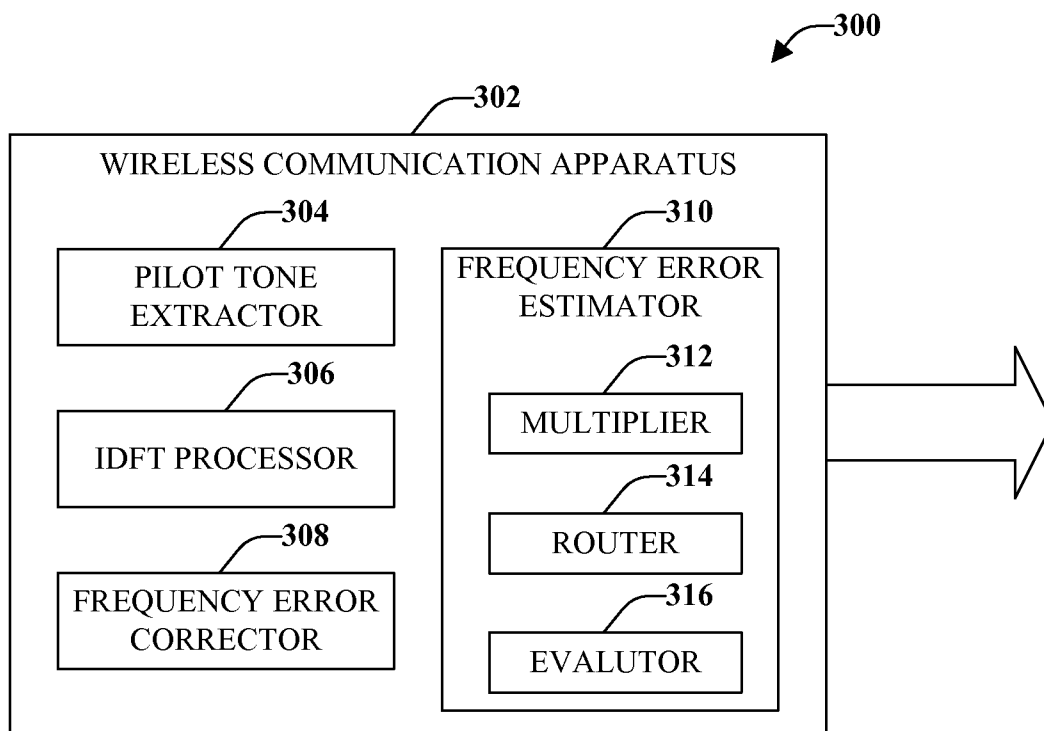 300
302
WIRELESS COMMUNICATION APPARATUS
304
PILOT TONE
EXTRACTOR
306
IDFT PROCESSOR
308
FREQUENCY ERROR
CORRECTOR
310
FREQUENCY ERROR
ESTIMATOR
312
MULTIPLIER
314
ROUTER
316
EVALUTOR